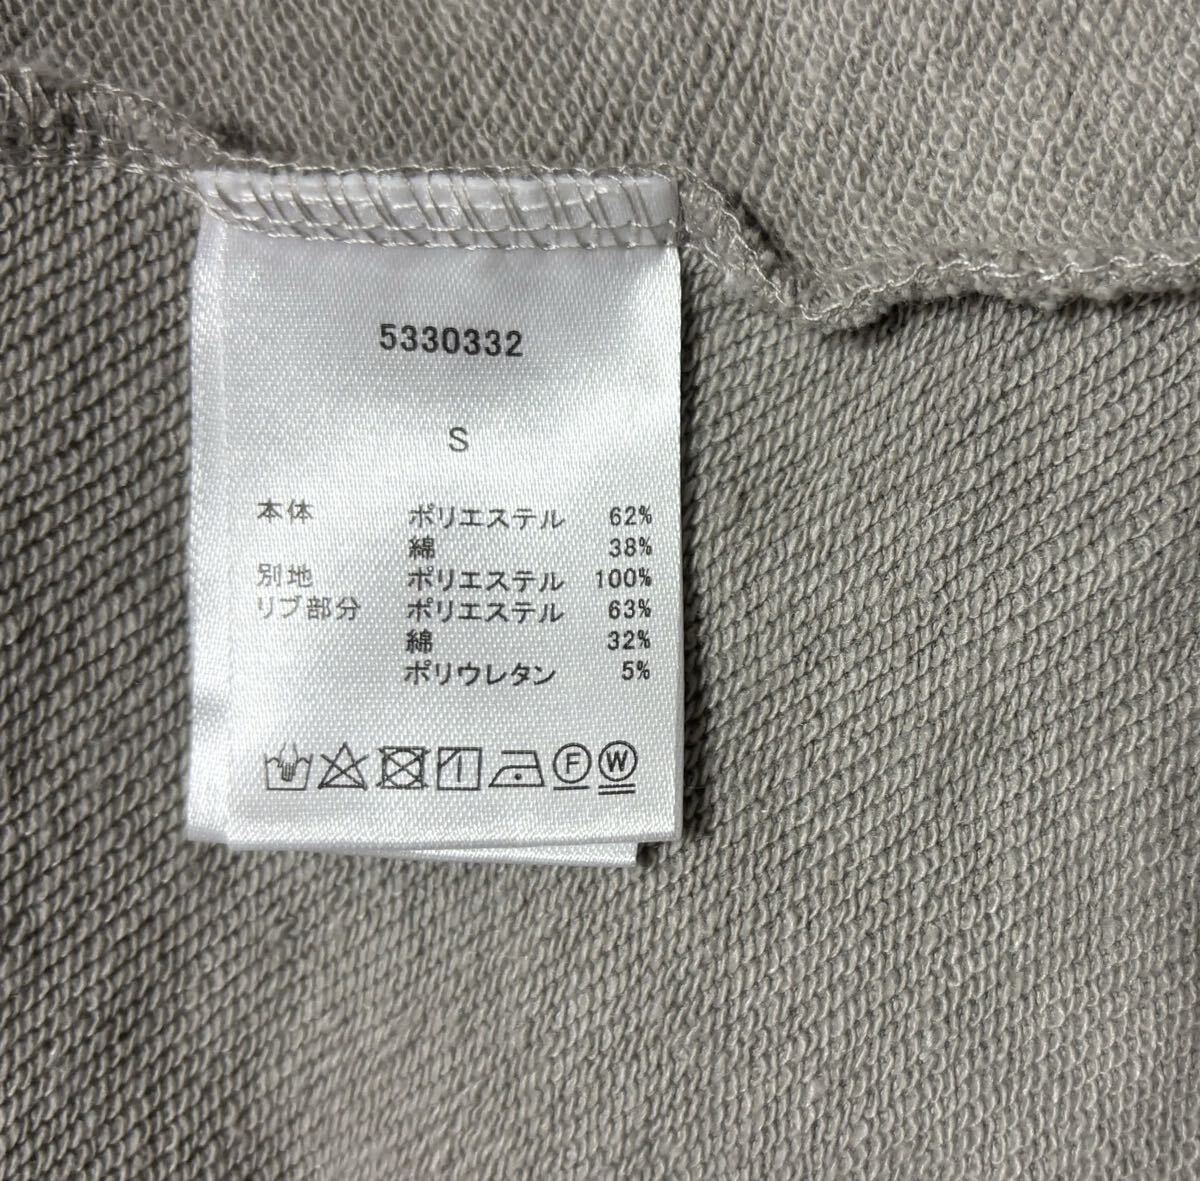 5330332
S
本体 ポリエステル 62%
綿 38%
別地 ポリエステル 100%
リブ部分 ポリエステル 63%
綿 32%
ポリウレタン 5%
F W